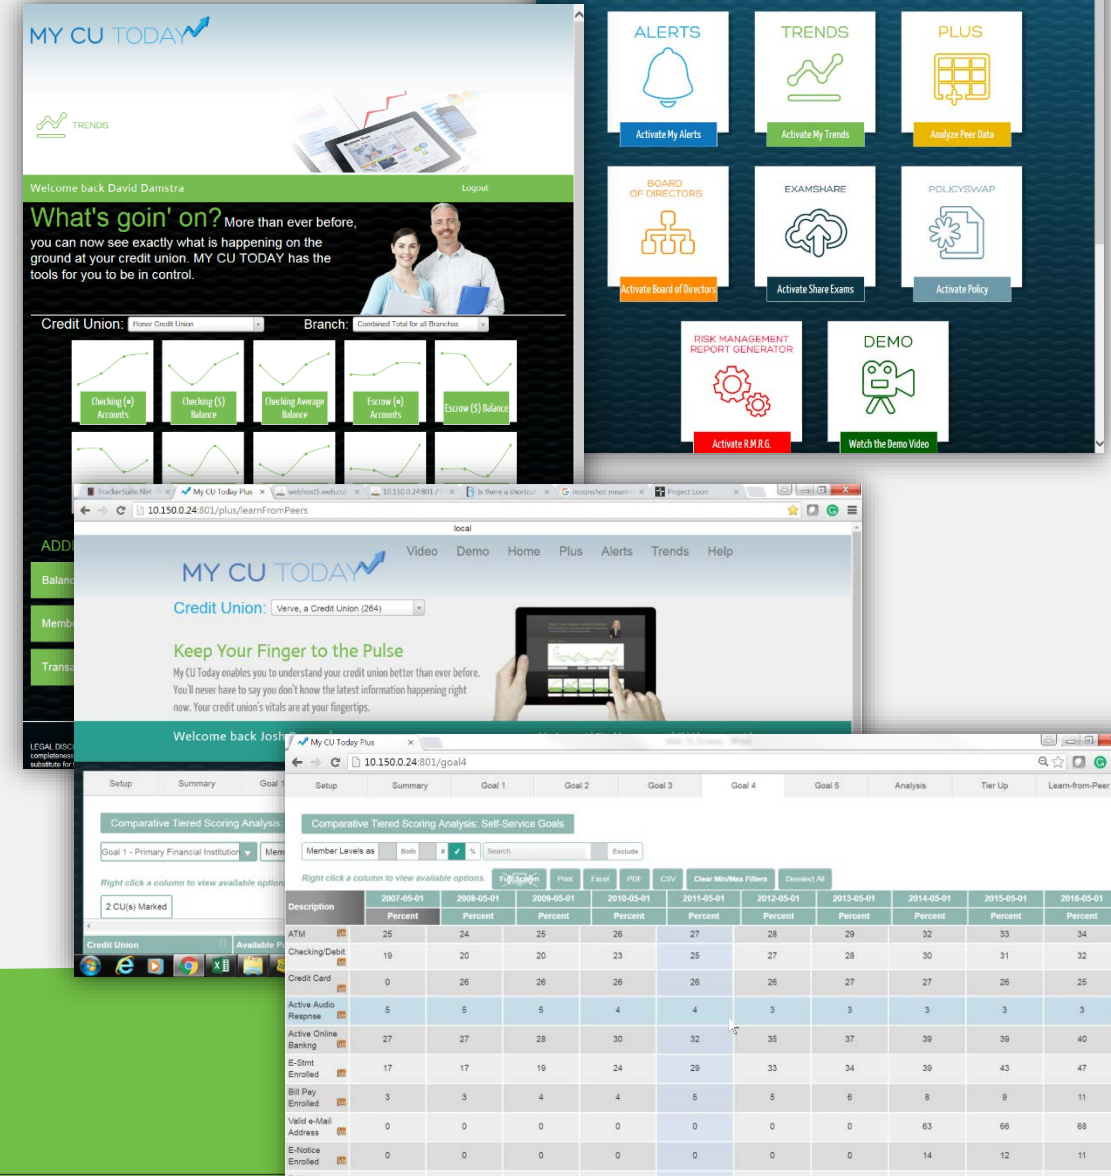 MY CU TODAY
TRENDS
Welcome back David Damstra
Logout
What's goin' on? More than ever before,
you can now see exactly what is happening on the
ground at your credit union. MY CU TODAY has the
tools for you to be in control.
Credit Union: Honor Credit Union
Branch: Combined Total for all Branches
Checking (#) Accounts
Checking ($) Balance
Checking Average Balance
Escrow (#) Accounts
Escrow ($) Balance
ALERTS
Activate My Alerts
TRENDS
Activate My Trends
PLUS
Analyze Peer Data
BOARD
OF DIRECTORS
Activate Board of Directors
EXAMSHARE
Activate Share Exams
POLICYSWAP
Activate Policy
RISK MANAGEMENT
REPORT GENERATOR
Activate R.M.R.G.
DEMO
Watch the Demo Video
TrackerSuite.Net
My CU Today Plus
10.150.0.24:801 /
Is there a shortcut
Project Loon
10.150.0.24:801/plus/learnFromPeers
local
Video Demo Home Plus Alerts Trends Help
MY CU TODAY
Credit Union: Verve, a Credit Union (264)
Keep Your Finger to the Pulse
My CU Today enables you to understand your credit union better than ever before.
You'll never have to say you don't know the latest information happening right
now. Your credit union's vitals are at your fingertips.
Welcome back Josh
Setup Summary Goal 1
Comparative Tiered Scoring Analysis:
Goal 1 - Primary Financial Institution
Right click a column to view available option
2 CU(s) Marked
Credit Union
LEGAL DISC
completeness
substitute for
My CU Today Plus
10.150.0.24:801/goal4
Setup Summary Goal 1 Goal 2 Goal 3 Goal 4 Goal 5 Analysis Tier Up Learn-from-Peer
Comparative Tiered Scoring Analysis: Self-Service Goals
Member Levels as Both # % Search Exclude
Right click a column to view available options. Full Screen Print Excel PDF CSV Clear Min/Max Filters Deselect All
Description 2007-05-01 2008-05-01 2009-05-01 2010-05-01 2011-05-01 2012-05-01 2013-05-01 2014-05-01 2015-05-01 2016-05-01
Percent Percent Percent Percent Percent Percent Percent Percent Percent Percent
ATM 25 24 25 26 27 28 29 32 33 34
Checking/Debit 19 20 20 23 25 27 28 30 31 32
Credit Card 0 26 26 26 26 26 27 27 26 25
Active Audio Respnse 5 5 5 4 4 3 3 3 3 3
Active Online Bankng 27 27 28 30 32 35 37 39 39 40
E-Stmt Enrolled 17 17 19 24 29 33 34 39 43 47
Bill Pay Enrolled 3 3 4 4 5 5 6 8 9 11
Valid e-Mail Address 0 0 0 0 0 0 0 63 66 68
E-Notice Enrolled 0 0 0 0 0 0 0 14 12 11